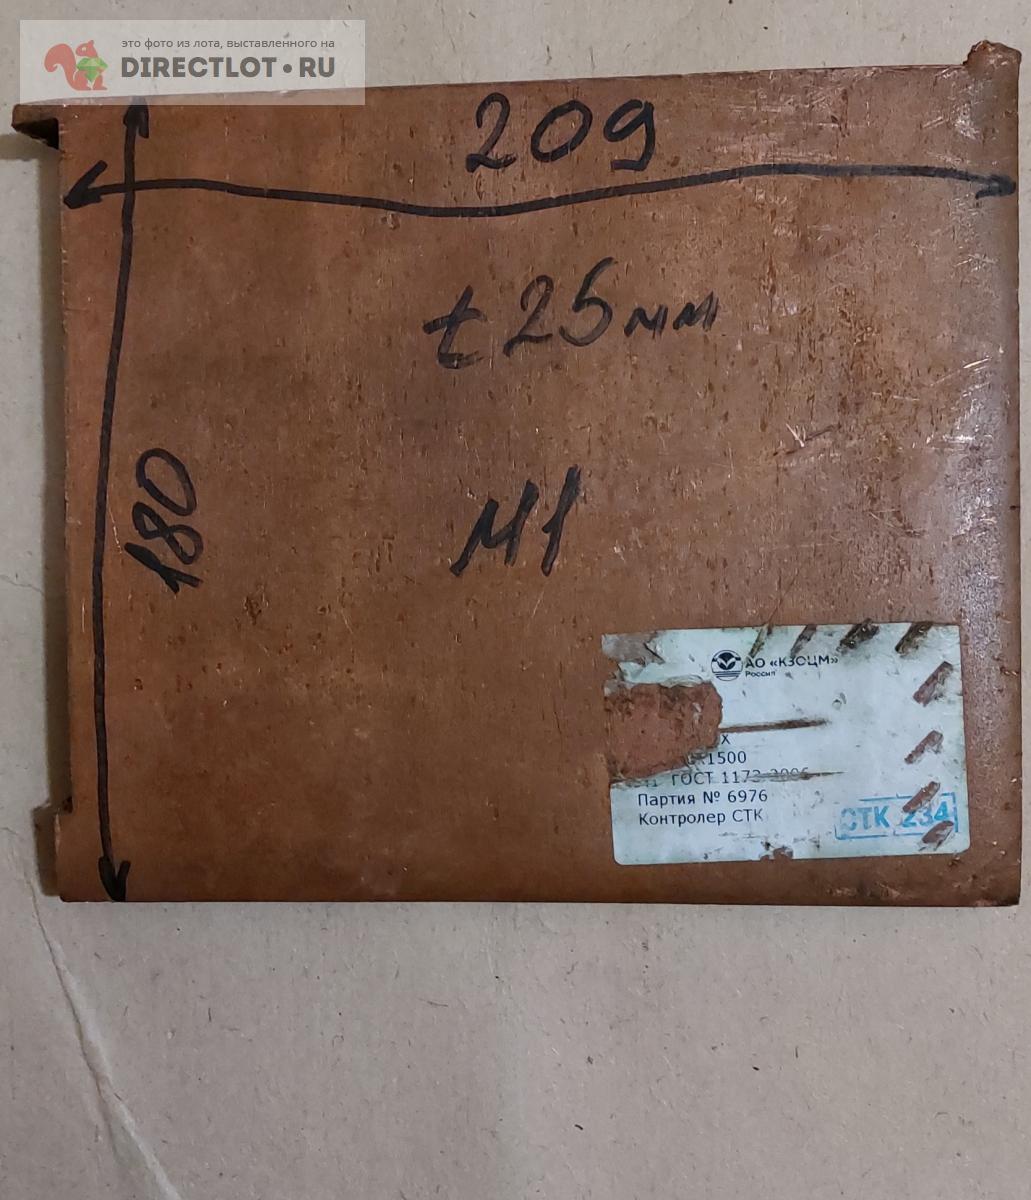 это фото из лота, выставленного на
DIRECTLOT.RU
209
t 25мм
180
М1
АО «КЗОЦМ»
Россия
Х
1500
ГОСТ 1173-2006
Партия № 6976
Контролер СТК
СТК 234